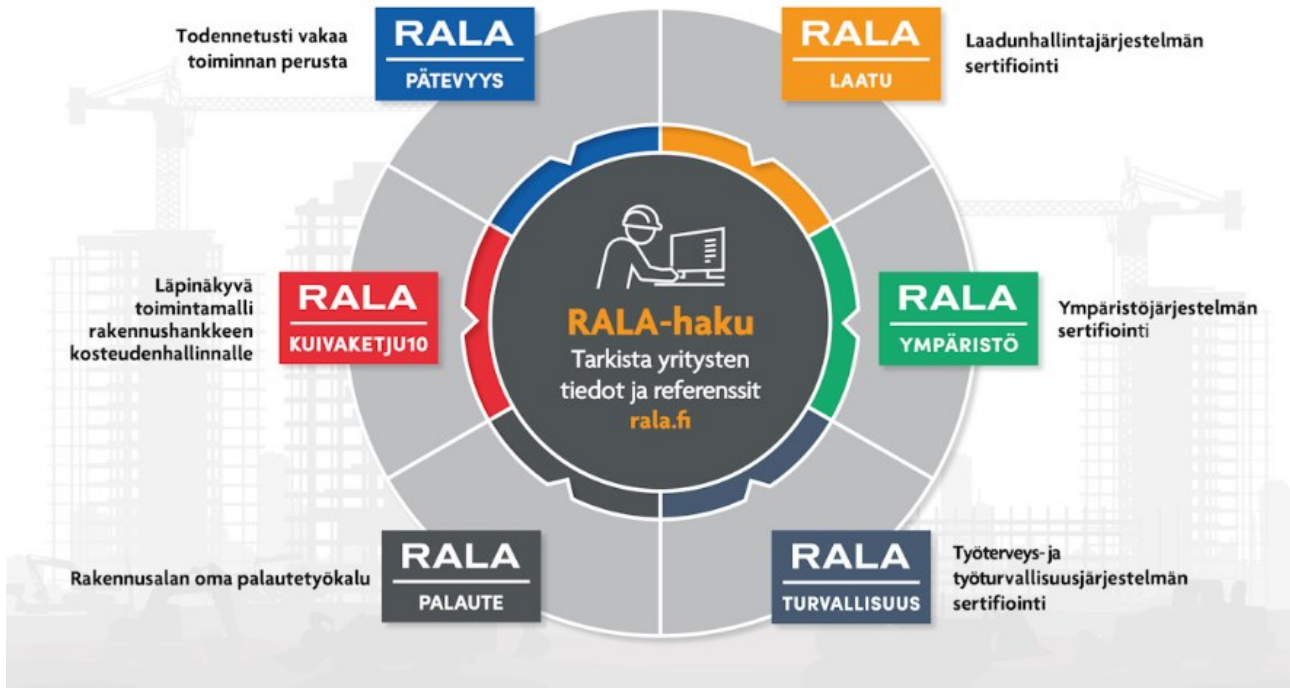 Todennetusti vakaa
toiminnan perusta
RALA
PÄTEVYYS
RALA
LAATU
Laadunhallintajärjestelmän
sertifiointi
Läpinäkyvä
toimintamalli
rakennushankkeen
kosteudenhallinnalle
RALA
KUIVAKETJU10
RALA-haku
Tarkista yritysten
tiedot ja referenssit
rala.fi
RALA
YMPÄRISTÖ
Ympäristöjärjestelmän
sertifiointi
Rakennusalan oma palautetyökalu
RALA
PALAUTE
RALA
TURVALLISUUS
Työterveys- ja
työturvallisuusjärjestelmän
sertifiointi